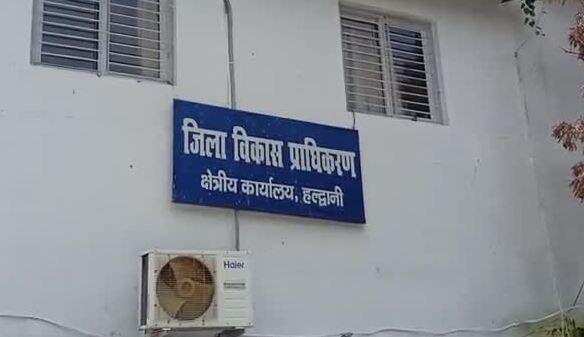 जिला विकास प्राधिकरण
क्षेत्रीय कार्यालय, हल्द्वानी
Haier